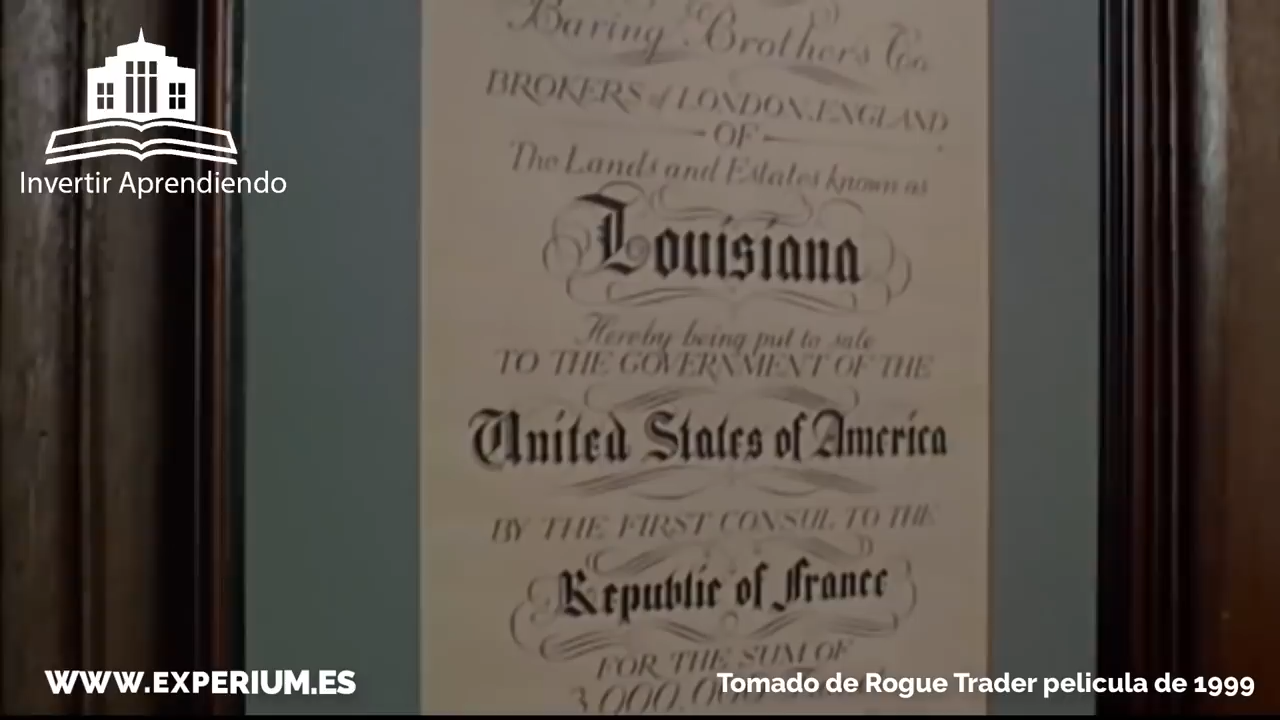 Baring Brothers Co
BROKERS of LONDON, ENGLAND
OF
The Lands and Estates known as
Louisiana
Hereby being put to sale
TO THE GOVERNMENT OF THE
United States of America
BY THE FIRST CONSUL TO THE
Republic of France
FOR THE SUM OF
Invertir Aprendiendo
WWW.EXPERIUM.ES
Tomado de Rogue Trader pelicula de 1999